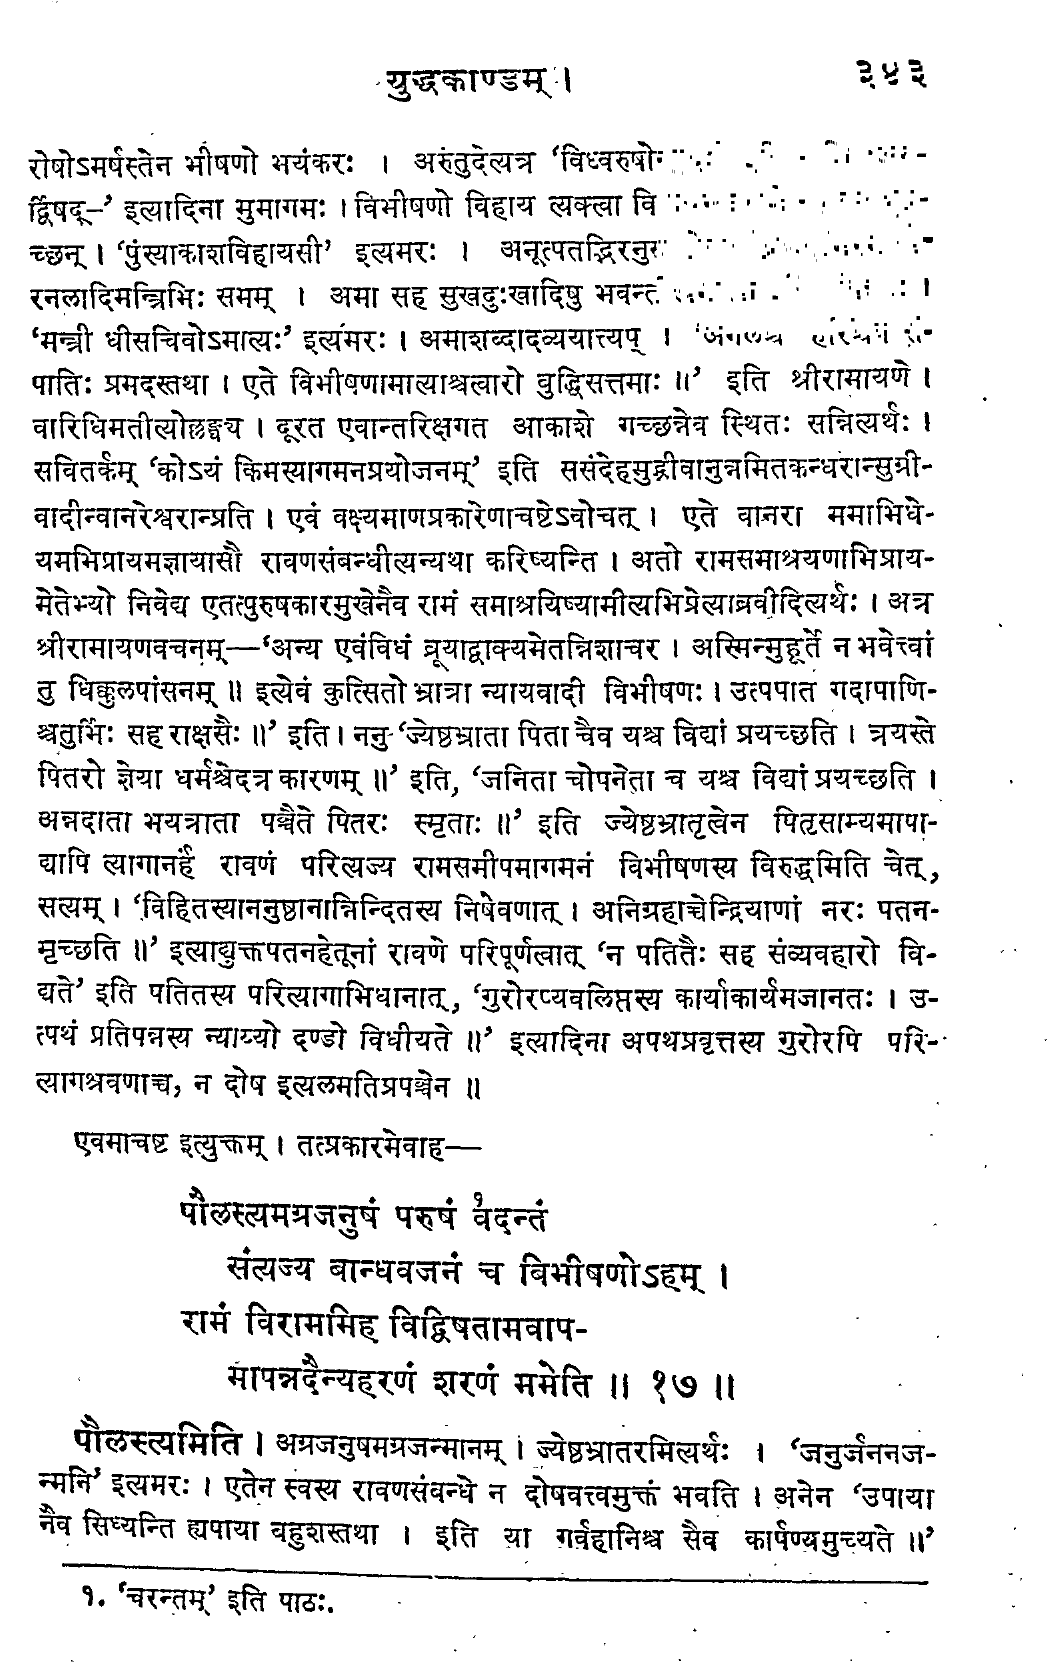 युद्धकाण्डम् । ३४३
रोषोऽमर्षस्तेन भीषणो भयंकरः । अरुंतुदेत्यत्र ‘विध्वरुषो-
र्द्विषद्-’ इत्यादिना मुमागमः । विभीषणो विहाय त्यक्त्वा वि
च्छन् । ‘पुंस्याकाशविहायसी’ इत्यमरः । अनूत्पतद्भिरनु
रनलादिमन्त्रिभिः समम् । अमा सह सुखदुःखादिषु भवन्त
‘मन्त्री धीसचिवोऽमात्यः’ इत्यमरः । अमाशब्दादव्ययात्त्यप् ।
पातिः प्रमदस्तथा । एते विभीषणामात्याश्चत्वारो बुद्धिसत्तमाः ॥’ इति श्रीरामायणे ।
वारिधिमतीत्योल्लङ्घ्य । दूरत एवान्तरिक्षगत आकाशे गच्छन्नेव स्थितः सन्नित्यर्थः ।
सवितर्कम् ‘कोऽयं किमस्यागमनप्रयोजनम्’ इति ससंदेहमुद्ग्रीवानुन्नमितकन्धरान्सुग्री-
वादीन्वानरेश्वरान्प्रति । एवं वक्ष्यमाणप्रकारेणाचष्टेऽवोचत् । एते वानरा ममाभिधे-
यमभिप्रायमज्ञायासौ रावणसंबन्धीत्यन्यथा करिष्यन्ति । अतो रामसमाश्रयणाभिप्राय-
मेतेभ्यो निवेद्य एतत्पुरुषकारमुखेनैव रामं समाश्रयिष्यामीत्यभिप्रेत्याब्रवीदित्यर्थः । अत्र
श्रीरामायणवचनम्—‘अन्य एवंविधं ब्रूयाद्वाक्यमेतन्निशाचर । अस्मिन्मुहूर्ते न भवेत्त्वां
तु धिक्कुलपांसनम् ॥ इत्येवं कुत्सितो भ्रात्रा न्यायवादी विभीषणः । उत्पपात गदापाणि-
श्चतुर्भिः सह राक्षसैः ॥’ इति । ननु ‘ज्येष्ठभ्राता पिता चैव यश्च विद्यां प्रयच्छति । त्रयस्ते
पितरो ज्ञेया धर्मश्चेदत्र कारणम् ॥’ इति, ‘जनिता चोपनेता च यश्च विद्यां प्रयच्छति ।
अन्नदाता भयत्राता पञ्चैते पितरः स्मृताः ॥’ इति ज्येष्ठभ्रातृत्वेन पितृसाम्यमापा-
द्यापि त्यागानर्हं रावणं परित्यज्य रामसमीपमागमनं विभीषणस्य विरुद्धमिति चेत्,
सत्यम् । ‘विहितस्याननुष्ठानान्निन्दितस्य निषेवणात् । अनिग्रहाच्चेन्द्रियाणां नरः पतन-
मृच्छति ॥’ इत्याद्युक्तपतनहेतूनां रावणे परिपूर्णत्वात् ‘न पतितैः सह संव्यवहारो वि-
द्यते’ इति पतितस्य परित्यागाभिधानात्, ‘गुरोरप्यवलिप्तस्य कार्याकार्यमजानतः । उ-
त्पथं प्रतिपन्नस्य न्याय्यो दण्डो विधीयते ॥’ इत्यादिना अपथप्रवृत्तस्य गुरोरपि परि-
त्यागश्रवणाच्च, न दोष इत्यलमतिप्रपञ्चेन ॥
एवमाचष्ट इत्युक्तम् । तत्प्रकारमेवाह—
पौलस्त्यमग्रजनुषं परुषं १वदन्तं
संत्यज्य बान्धवजनं च विभीषणोऽहम् ।
रामं विराममिह विद्विषतामवाप-
मापन्नदैन्यहरणं शरणं ममेति ॥ १७ ॥
पौलस्त्यमिति । अग्रजनुषमग्रजन्मानम् । ज्येष्ठभ्रातरमित्यर्थः । ‘जनुर्जननज-
न्मनि’ इत्यमरः । एतेन स्वस्य रावणसंबन्धे न दोषवत्त्वमुक्तं भवति । अनेन ‘उपाया
नैव सिध्यन्ति ह्यपाया बहुशस्तथा । इति या गर्वहानिश्च सैव कार्पण्यमुच्यते ॥’
१. ‘चरन्तम्’ इति पाठः.